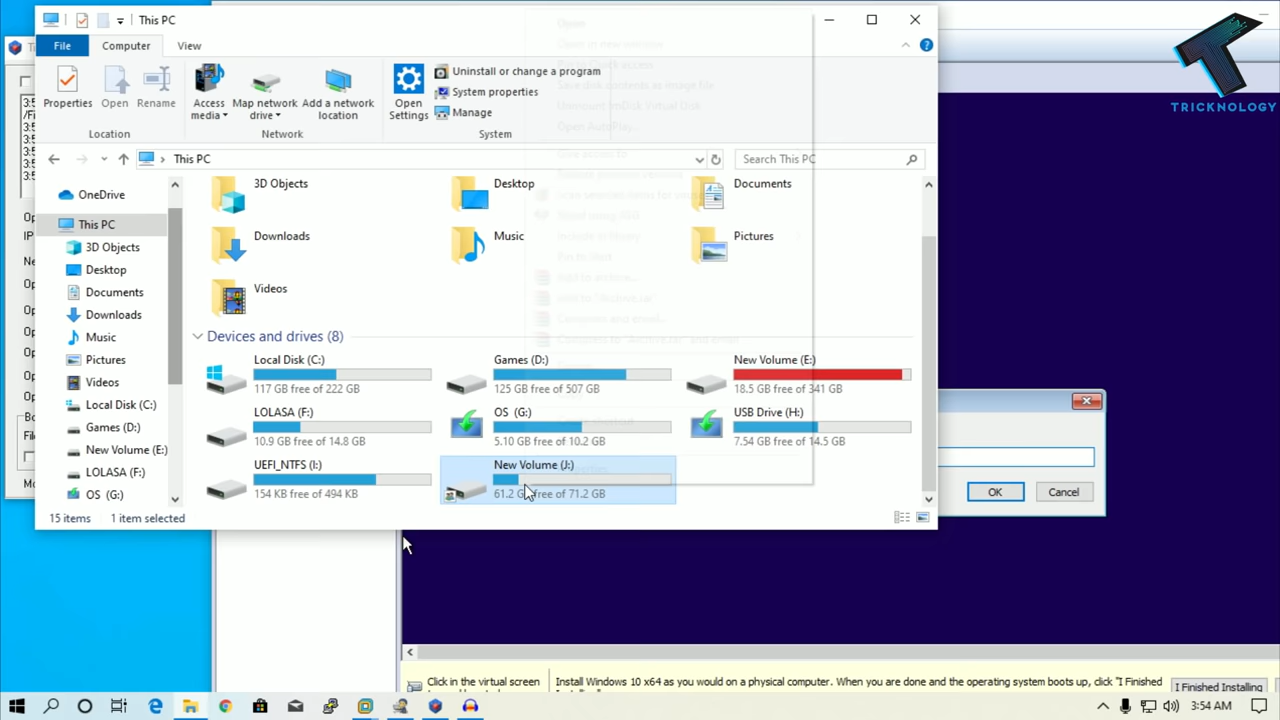 This PC
TRICKNOLOGY
File Computer View
Properties Open Rename Access media Map network drive Add a network location Open Settings
Uninstall or change a program
System properties
Manage
Location Network System
This PC
Search This PC
OneDrive
This PC
3D Objects
Desktop
Documents
Downloads
Music
Pictures
Videos
Local Disk (C:)
Games (D:)
New Volume (E:)
LOLASA (F:)
OS (G:)
3D Objects
Desktop
Documents
Downloads
Music
Pictures
Videos
Devices and drives (8)
Local Disk (C:)
117 GB free of 222 GB
Games (D:)
125 GB free of 507 GB
New Volume (E:)
18.5 GB free of 341 GB
LOLASA (F:)
10.9 GB free of 14.8 GB
OS (G:)
5.10 GB free of 10.2 GB
USB Drive (H:)
7.54 GB free of 14.5 GB
UEFI_NTFS (I:)
154 KB free of 494 KB
New Volume (J:)
61.2 GB free of 71.2 GB
15 items 1 item selected
OK Cancel
Click in the virtual screen
Install Windows 10 x64 as you would on a physical computer. When you are done and the operating system boots up, click "I Finished
I Finished Installing
3:54 AM